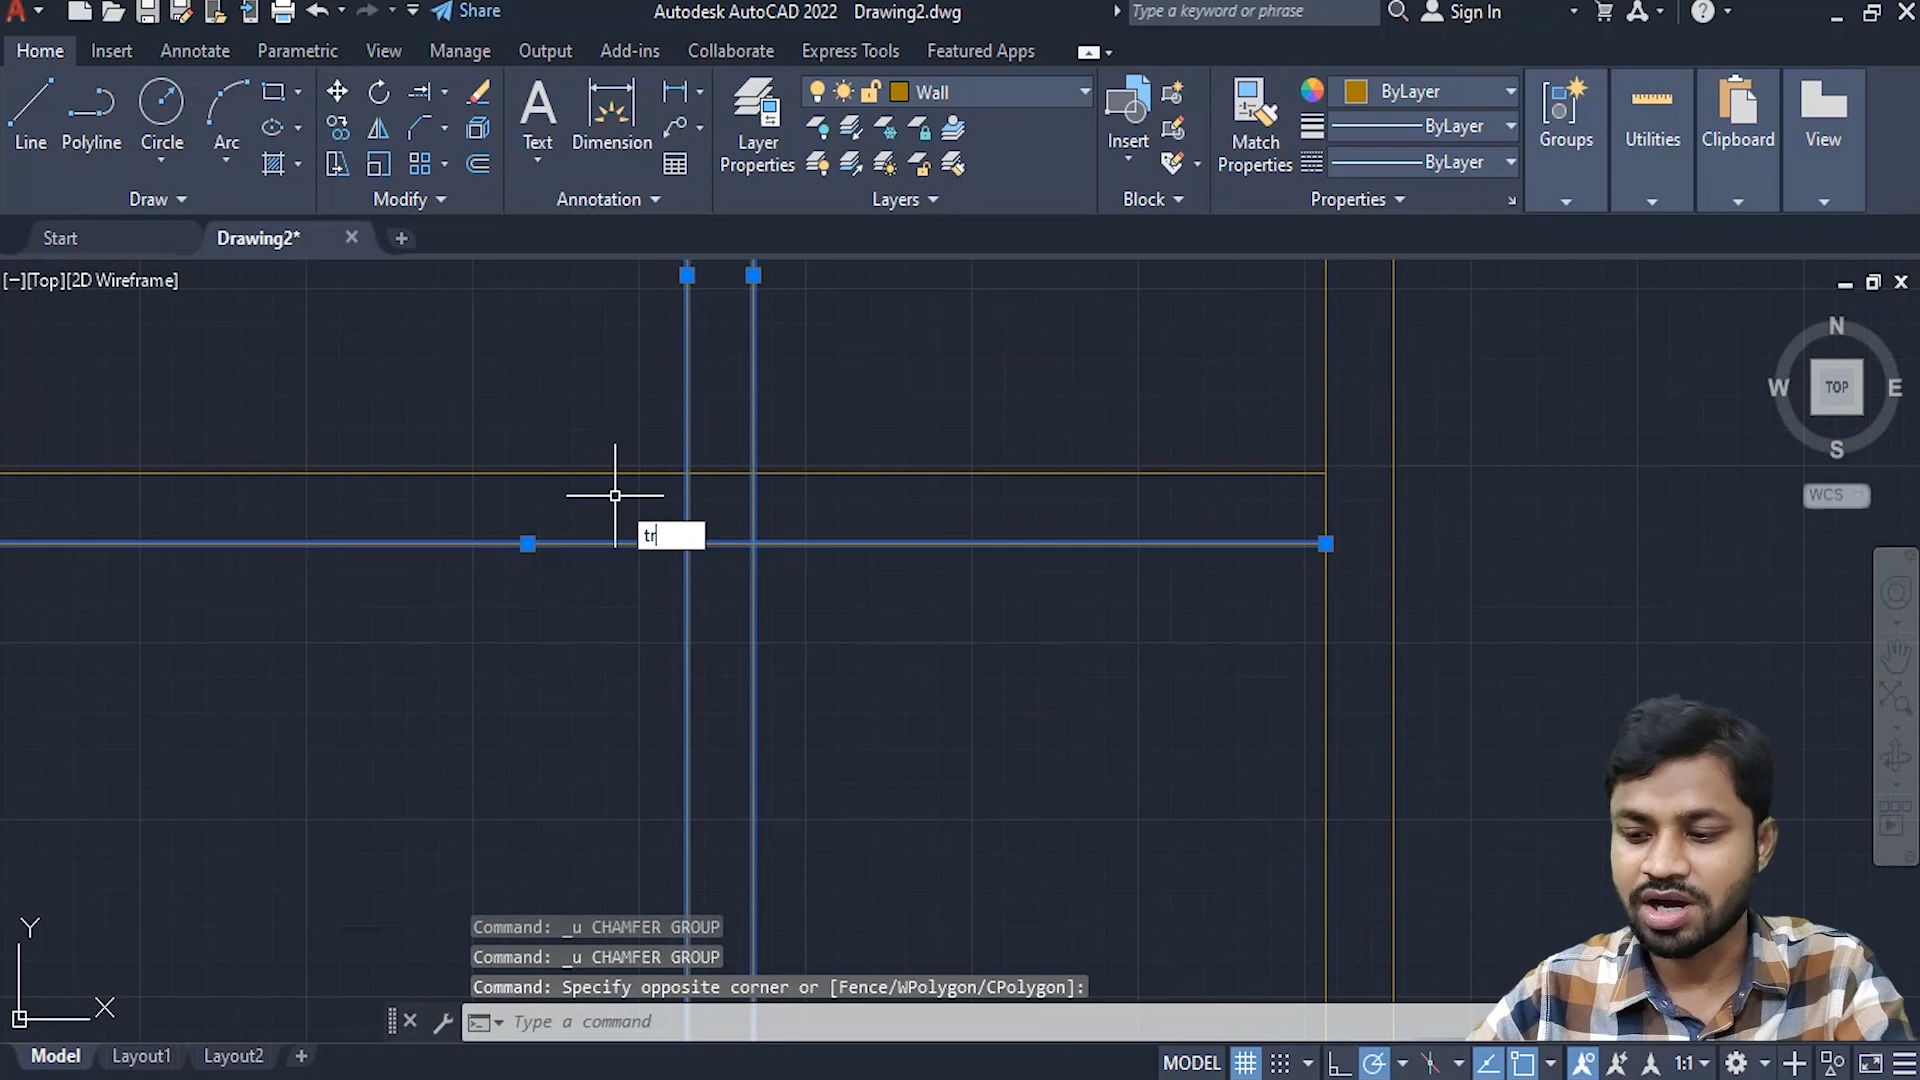 Share
Autodesk AutoCAD 2022 Drawing2.dwg
Type a keyword or phrase
Sign In
Home Insert Annotate Parametric View Manage Output Add-ins Collaborate Express Tools Featured Apps
Line Polyline Circle Arc
Draw
Modify
Text Dimension
Annotation
Layer Properties
Wall
Layers
Insert
Block
Match Properties
ByLayer
ByLayer
ByLayer
Properties
Groups
Utilities
Clipboard
View
Start Drawing2*
[−][Top][2D Wireframe]
N
W TOP E
S
WCS
tr
Y
X
Command: _u CHAMFER GROUP
Command: _u CHAMFER GROUP
Command: Specify opposite corner or [Fence/WPolygon/CPolygon]:
Type a command
Model Layout1 Layout2
MODEL 1:1